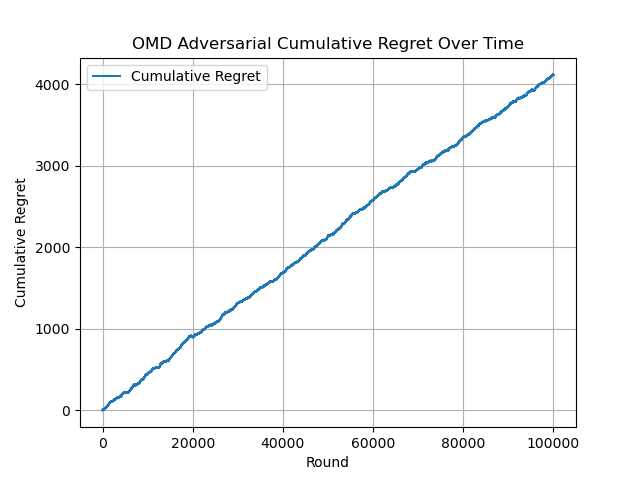 OMD Adversarial Cumulative Regret Over Time
Cumulative Regret
4000
3000
2000
1000
0
Cumulative Regret
0 20000 40000 60000 80000 100000
Round